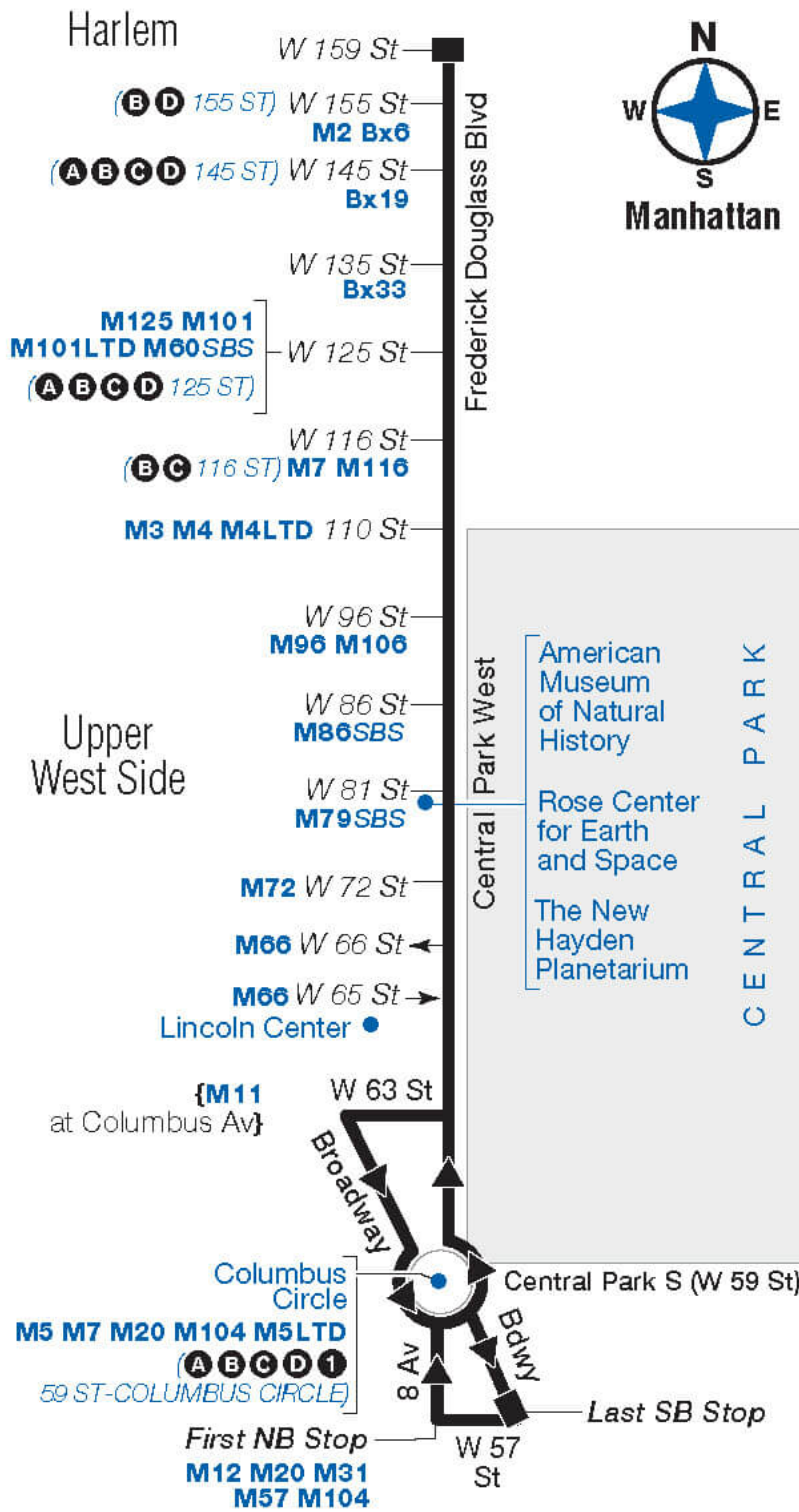 Harlem
N
W
E
S
Manhattan
W 159 St
(B D 155 ST) W 155 St
M2 Bx6
(A B C D 145 ST) W 145 St
Bx19
W 135 St
Bx33
Frederick Douglass Blvd
M125 M101
M101LTD M60SBS
(A B C D 125 ST)
W 125 St
W 116 St
(B C 116 ST) M7 M116
M3 M4 M4LTD 110 St
W 96 St
M96 M106
W 86 St
M86SBS
Upper
West Side
W 81 St
M79SBS
Central Park West
American
Museum
of Natural
History
Rose Center
for Earth
and Space
The New
Hayden
Planetarium
CENTRAL PARK
M72 W 72 St
M66 W 66 St
M66 W 65 St
Lincoln Center
{M11
at Columbus Av}
W 63 St
Broadway
Columbus
Circle
M5 M7 M20 M104 M5LTD
(A B C D 1
59 ST-COLUMBUS CIRCLE)
Central Park S (W 59 St)
8 Av
Bdwy
Last SB Stop
First NB Stop
M12 M20 M31
M57 M104
W 57
St